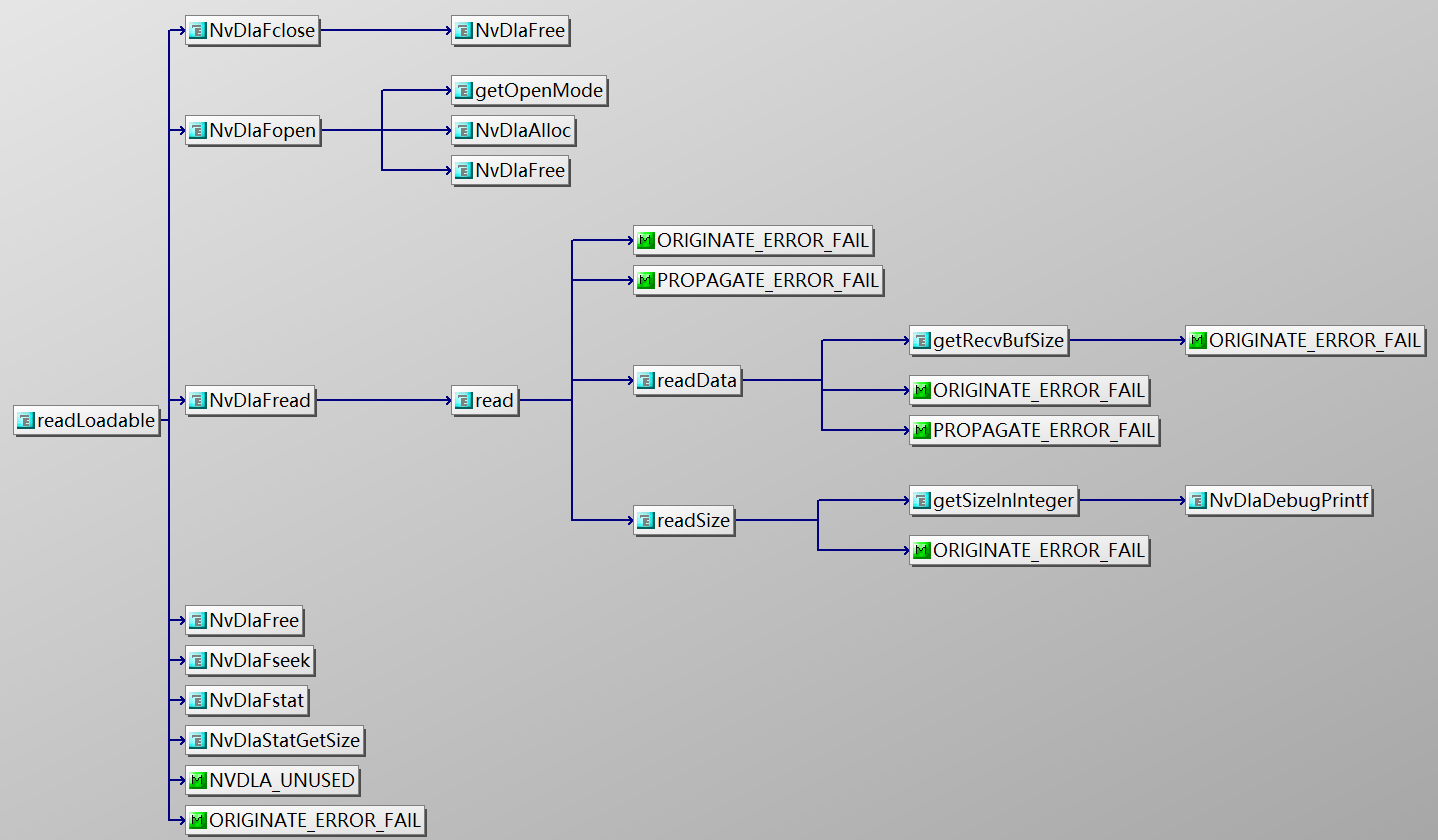 NvDlaFclose
NvDlaFree
getOpenMode
NvDlaFopen
NvDlaAlloc
NvDlaFree
ORIGINATE_ERROR_FAIL
PROPAGATE_ERROR_FAIL
getRecvBufSize
ORIGINATE_ERROR_FAIL
readData
ORIGINATE_ERROR_FAIL
NvDlaFread
read
readLoadable
PROPAGATE_ERROR_FAIL
getSizeInInteger
NvDlaDebugPrintf
readSize
ORIGINATE_ERROR_FAIL
NvDlaFree
NvDlaFseek
NvDlaFstat
NvDlaStatGetSize
NVDLA_UNUSED
ORIGINATE_ERROR_FAIL